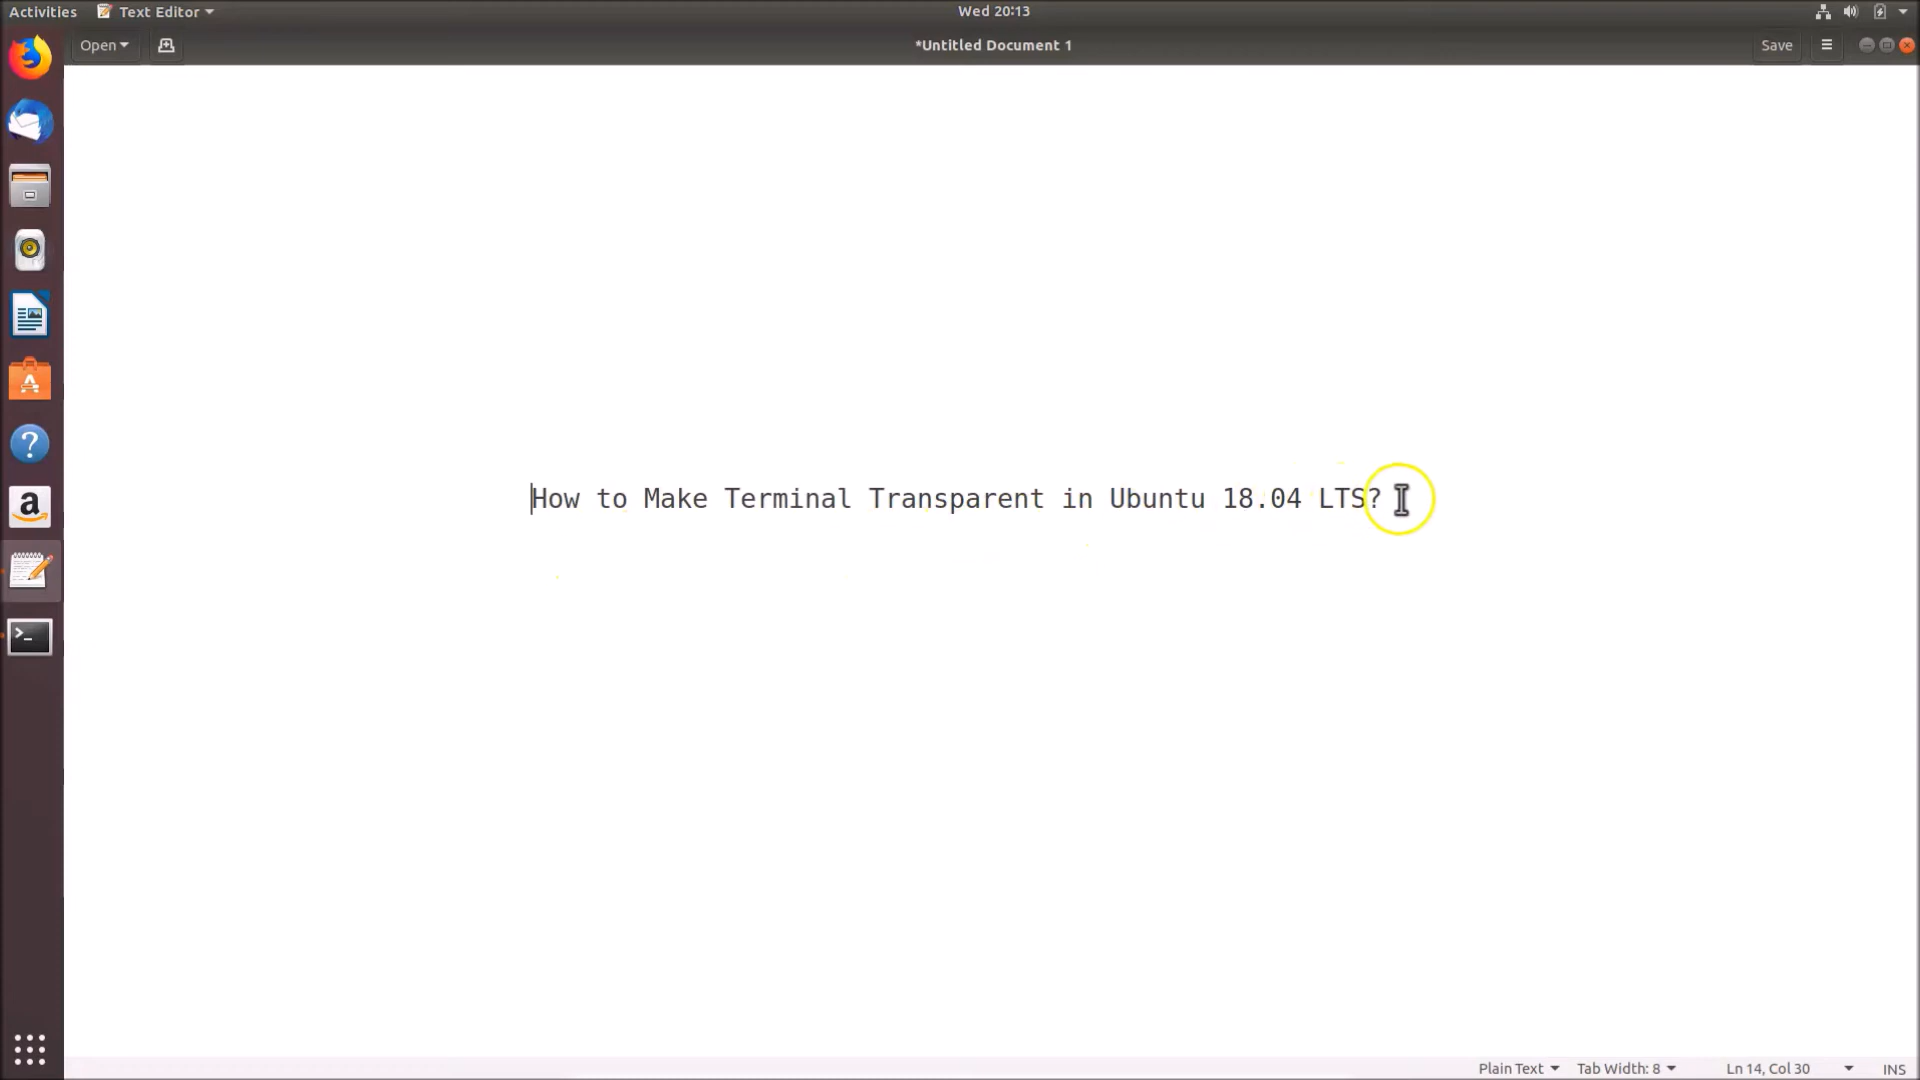 Activities Text Editor Wed 20:13
Open *Untitled Document 1 Save
How to Make Terminal Transparent in Ubuntu 18.04 LTS?
Plain Text Tab Width: 8 Ln 14, Col 30 INS